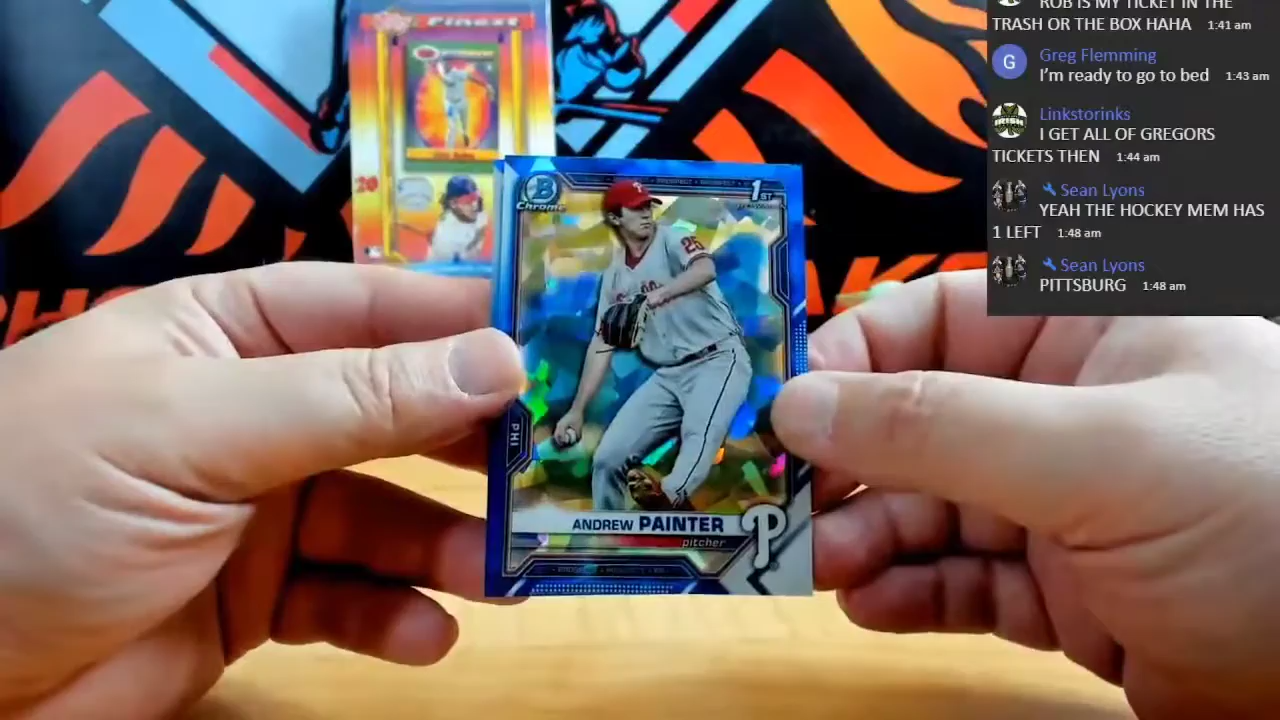 ROB IS MY TICKET IN THE
TRASH OR THE BOX HAHA 1:41 am
G
Greg Flemming
I'm ready to go to bed 1:43 am
IRISH
Linkstorinks
I GET ALL OF GREGORS
TICKETS THEN 1:44 am
Sean Lyons
YEAH THE HOCKEY MEM HAS
1 LEFT 1:48 am
Sean Lyons
PITTSBURG 1:48 am
Finest
20
B
Chrome
1ST
25
PHI
ANDREW PAINTER
P
pitcher